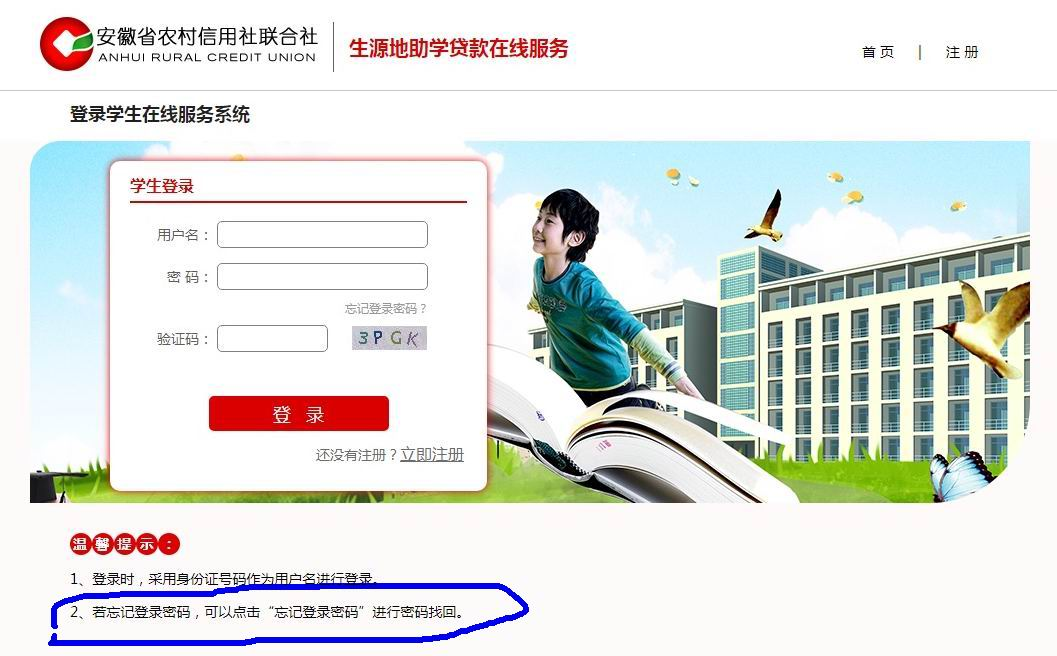 安徽省农村信用社联合社
ANHUI RURAL CREDIT UNION
生源地助学贷款在线服务
首 页 | 注 册
登录学生在线服务系统
学生登录
用户名：
密 码：
忘记登录密码？
验证码：
3PGK
登 录
还没有注册？立即注册
温馨提示：
1、登录时，采用身份证号码作为用户名进行登录。
2、若忘记登录密码，可以点击“忘记登录密码”进行密码找回。